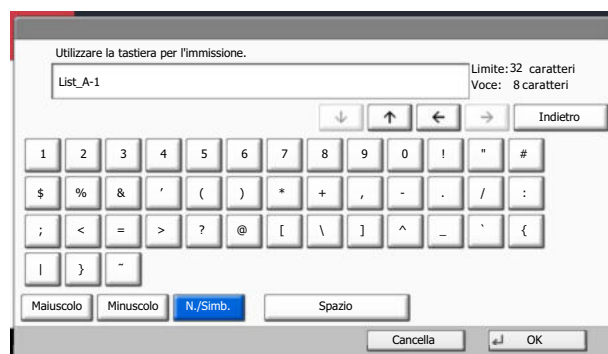 Utilizzare la tastiera per l'immissione.
List_A-1
Limite: 32 caratteri
Voce: 8 caratteri
↓ ↑ ← → Indietro
1 2 3 4 5 6 7 8 9 0 ! " #
$ % & ' ( ) * + , - . / :
; < = > ? @ [ \ ] ^ _ ` {
| } ~
Maiuscolo Minuscolo N./Simb. Spazio
Cancella OK